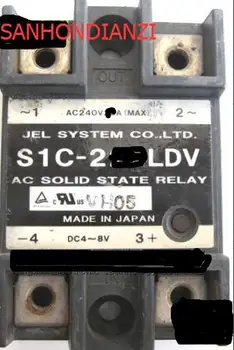 SANHONDIANZI
OUT
~1 AC240V A (MAX) 2~
JEL SYSTEM CO.,LTD.
S1C-2 LDV
AC SOLID STATE RELAY
c US VH05
MADE IN JAPAN
-4 DC4~8V 3+